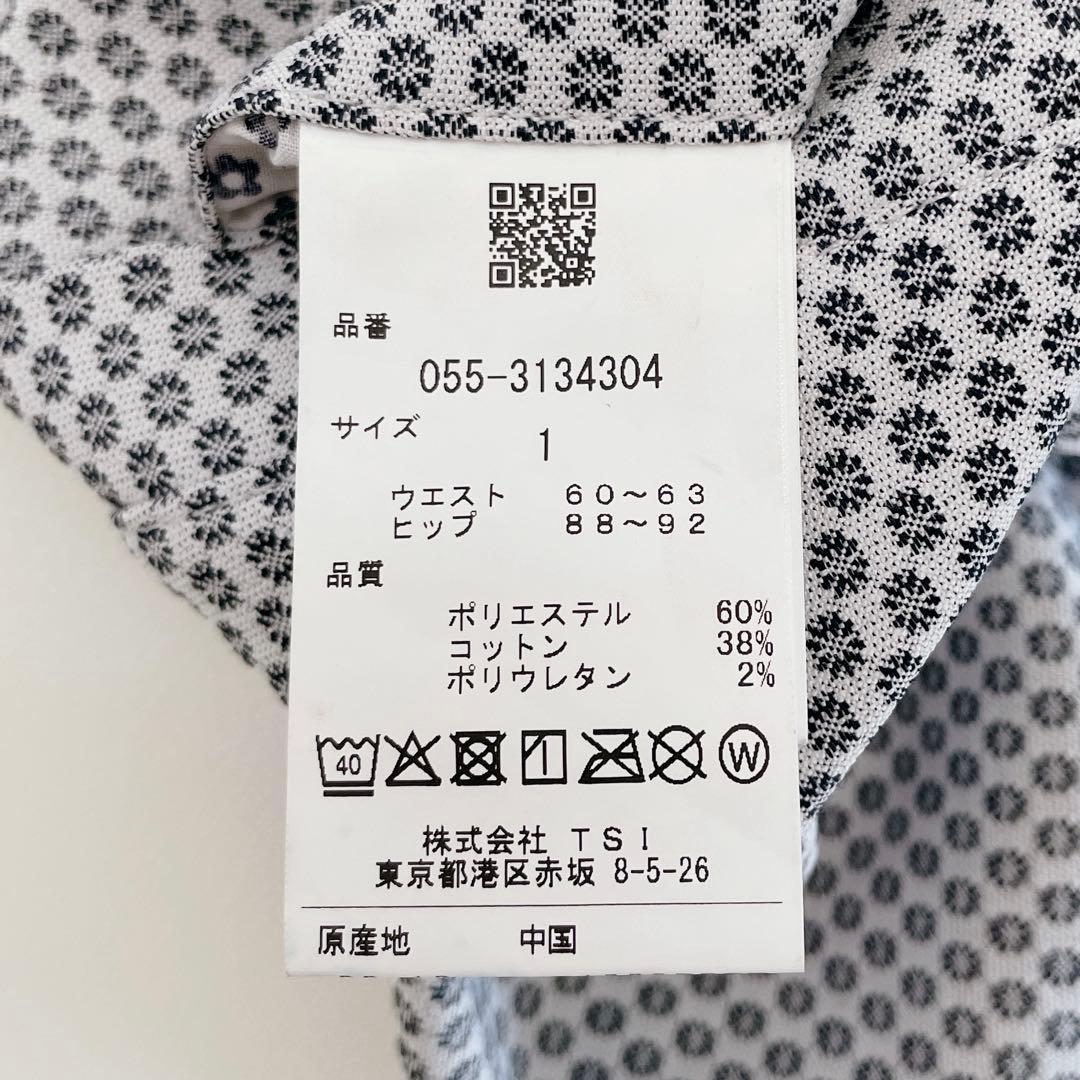 品番
055-3134304
サイズ
1
ウエスト 60～63
ヒップ 88～92
品質
ポリエステル 60%
コットン 38%
ポリウレタン 2%
40 W
株式会社 TSI
東京都港区赤坂 8-5-26
原産地 中国